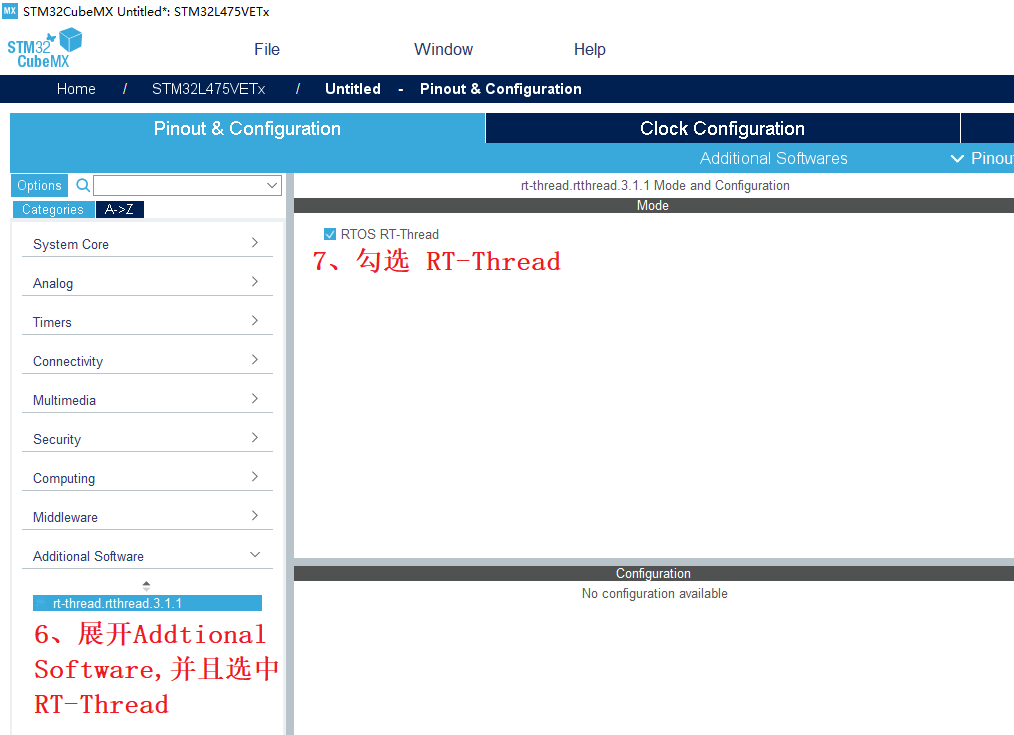 MX STM32CubeMX Untitled*: STM32L475VETx
STM32
CubeMX
File Window Help
Home / STM32L475VETx / Untitled - Pinout & Configuration
Pinout & Configuration Clock Configuration
Additional Softwares Pinou
Options rt-thread.rtthread.3.1.1 Mode and Configuration
Categories A->Z Mode
System Core
RTOS RT-Thread
7、勾选 RT-Thread
Analog
Timers
Connectivity
Multimedia
Security
Computing
Middleware
Additional Software
Configuration
No configuration available
rt-thread.rtthread.3.1.1
6、展开Addtional
Software,并且选中
RT-Thread